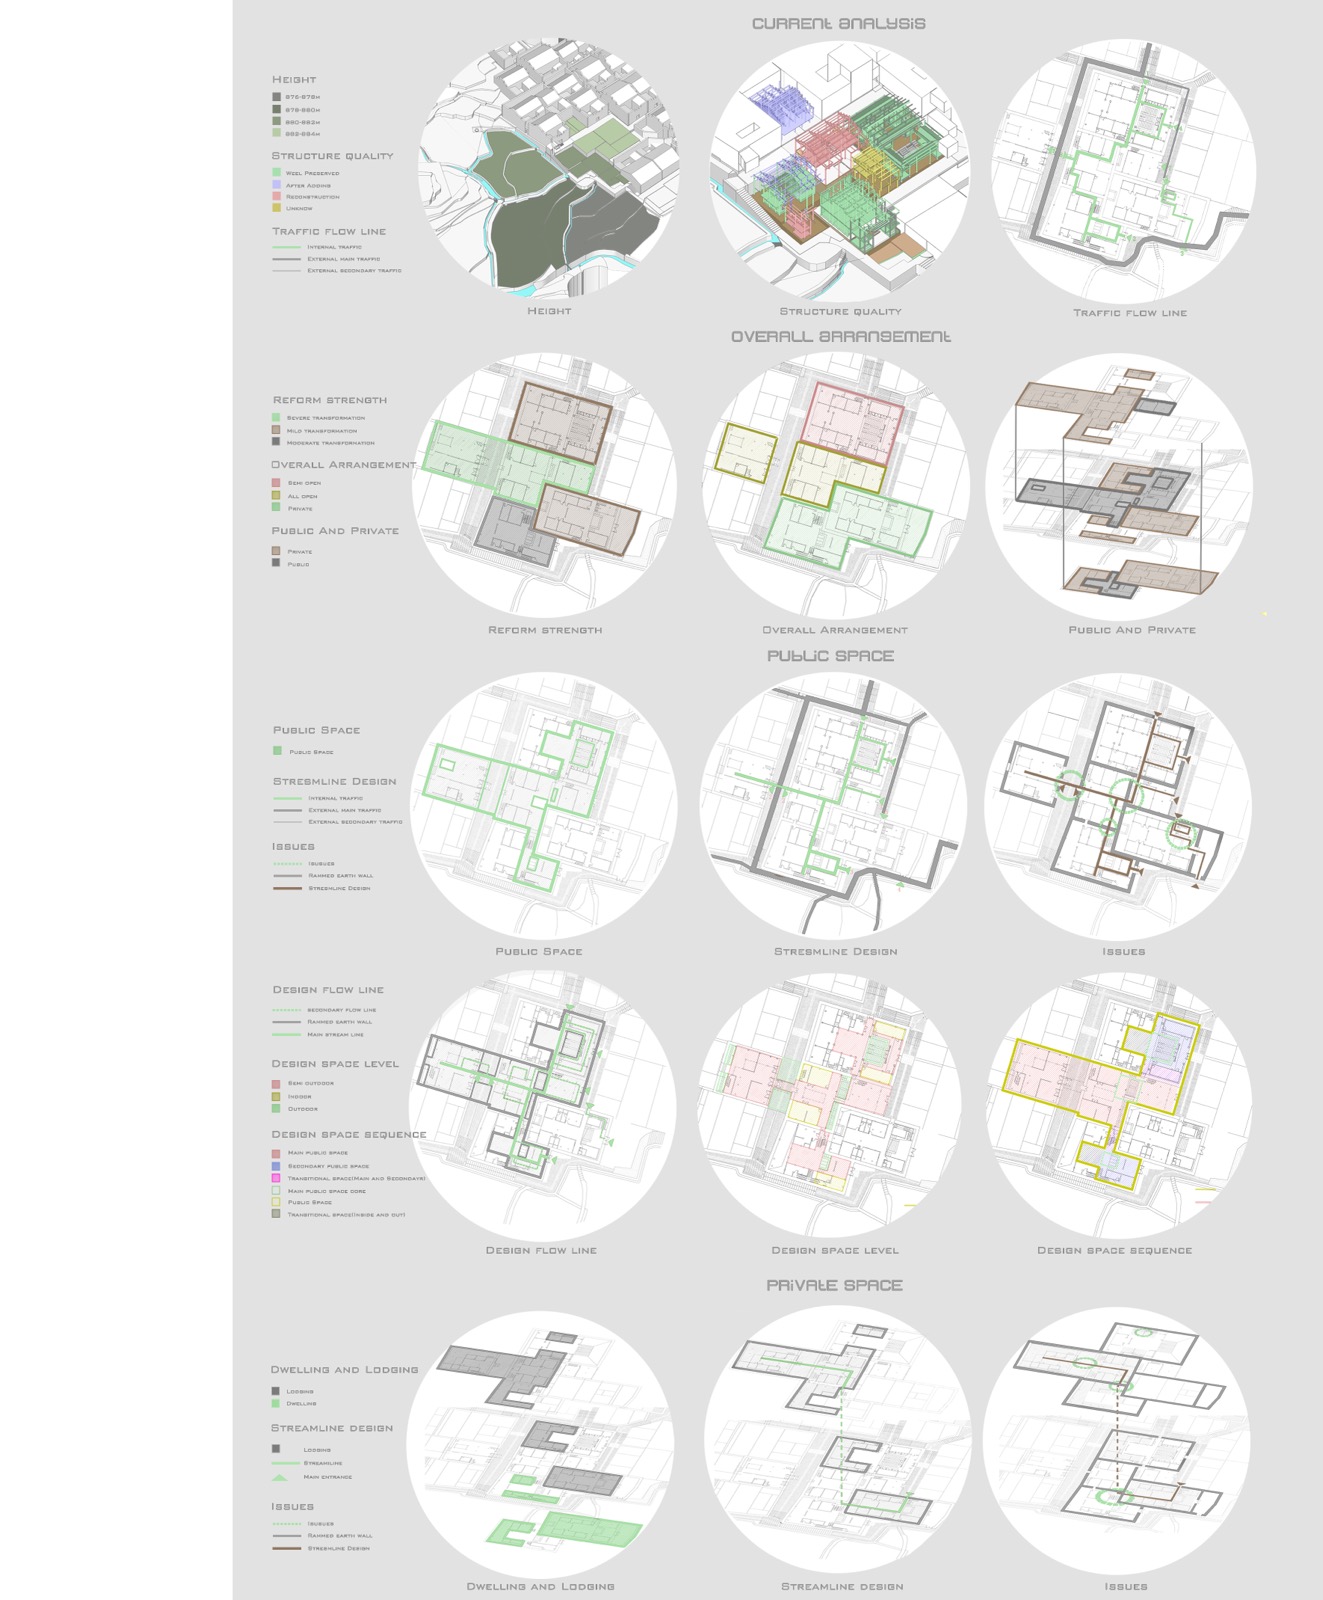 CURRENT ANALYSIS
HEIGHT
876-878M
878-880M
880-882M
882-884M
STRUCTURE QUALITY
WEEL PRESERVED
AFTER ADDING
RECONSTRUCTION
UNKNOW
TRAFFIC FLOW LINE
INTERNAL TRAFFIC
EXTERNAL MAIN TRAFFIC
EXTERNAL SECONDARY TRAFFIC
HEIGHT
STRUCTURE QUALITY
TRAFFIC FLOW LINE
OVERALL ARRANGEMENT
REFORM STRENGTH
SEVERE TRANSFORMATION
MILD TRANSFORMATION
MODERATE TRANSFORMATION
OVERALL ARRANGEMENT
SEMI OPEN
ALL OPEN
PRIVATE
PUBLIC AND PRIVATE
PRIVATE
PUBLIC
REFORM STRENGTH
OVERALL ARRANGEMENT
PUBLIC AND PRIVATE
PUBLIC SPACE
PUBLIC SPACE
PUBLIC SPACE
STRESMLINE DESIGN
INTERNAL TRAFFIC
EXTERNAL MAIN TRAFFIC
EXTERNAL SECONDARY TRAFFIC
ISSUES
ISUSUES
RAMMED EARTH WALL
STRESMLINE DESIGN
PUBLIC SPACE
STRESMLINE DESIGN
ISSUES
DESIGN FLOW LINE
SECONDARY FLOW LINE
RAMMED EARTH WALL
MAIN STREAM LINE
DESIGN SPACE LEVEL
SEMI OUTDOOR
INDOOR
OUTDOOR
DESIGN SPACE SEQUENCE
MAIN PUBLIC SPACE
SECONDARY PUBLIC SPACE
TRANSITIONAL SPACE(MAIN AND SECONDAYR)
MAIN PUBLIC SPACE CORE
PUBLIC SPACE
TRANSITIONAL SPACE(INSIDE AND OUT)
DESIGN FLOW LINE
DESIGN SPACE LEVEL
DESIGN SPACE SEQUENCE
PRIVATE SPACE
DWELLING AND LODGING
LODGING
DWELLING
STREAMLINE DESIGN
LODGING
STREAMLINE
MAIN ENTRANCE
ISSUES
ISUSUES
RAMMED EARTH WALL
STRESMLINE DESIGN
DWELLING AND LODGING
STREAMLINE DESIGN
ISSUES